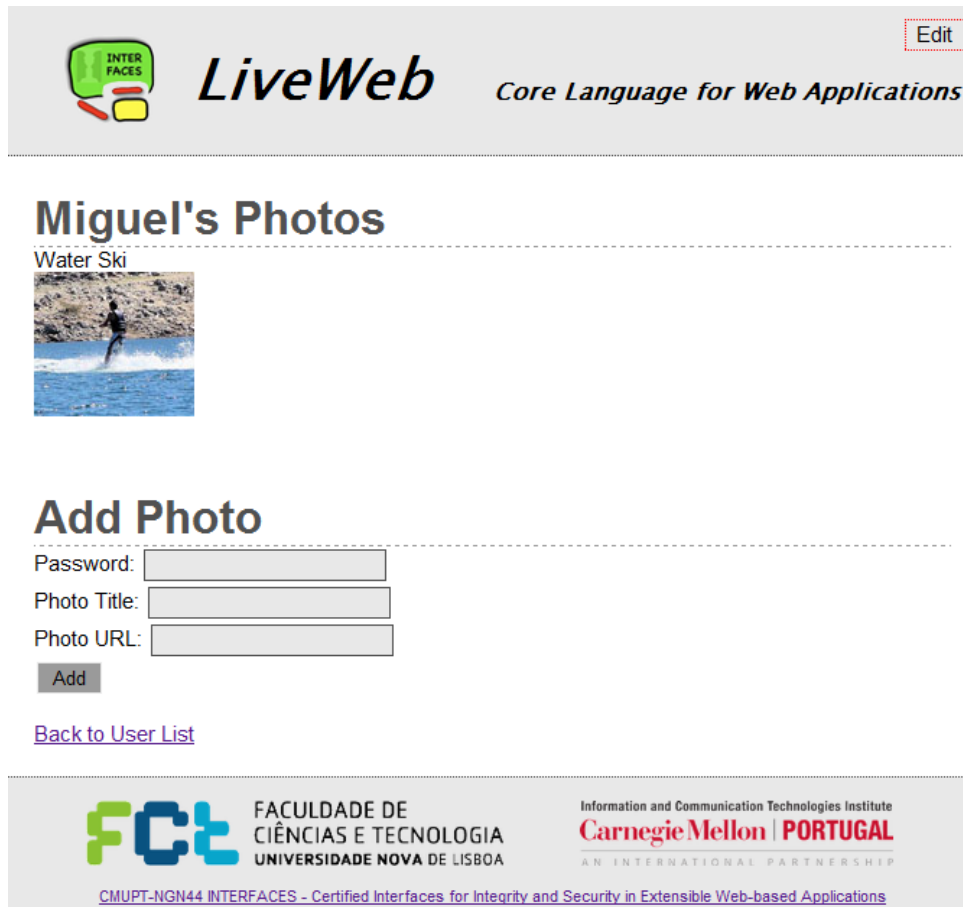 Edit
INTER
FACES
LiveWeb
Core Language for Web Applications
Miguel's Photos
Water Ski
Add Photo
Password:
Photo Title:
Photo URL:
Add
Back to User List
FCt
FACULDADE DE
CIÊNCIAS E TECNOLOGIA
UNIVERSIDADE NOVA DE LISBOA
Information and Communication Technologies Institute
Carnegie Mellon | PORTUGAL
AN INTERNATIONAL PARTNERSHIP
CMUPT-NGN44 INTERFACES - Certified Interfaces for Integrity and Security in Extensible Web-based Applications